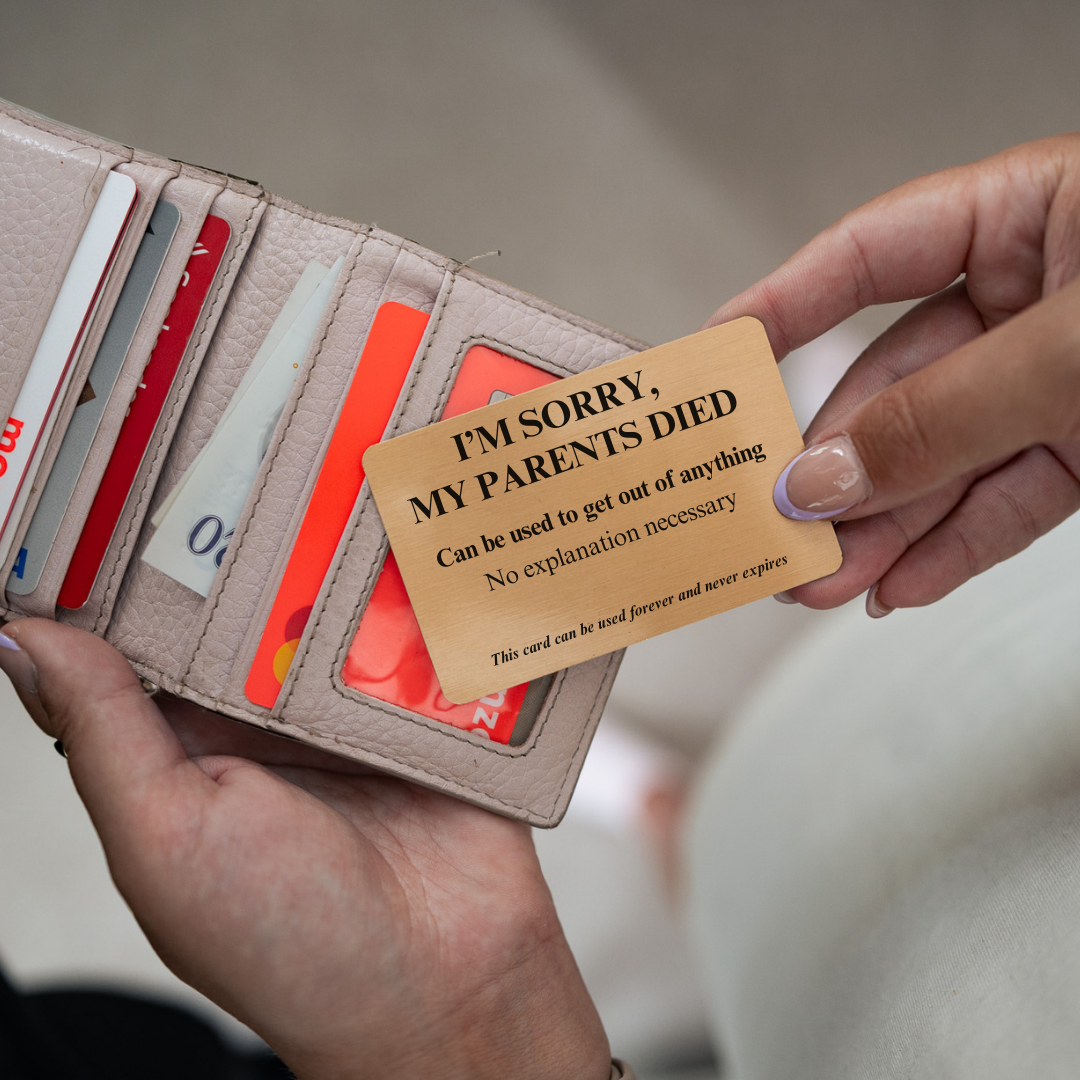 I'M SORRY,
MY PARENTS DIED
Can be used to get out of anything
No explanation necessary
This card can be used forever and never expires